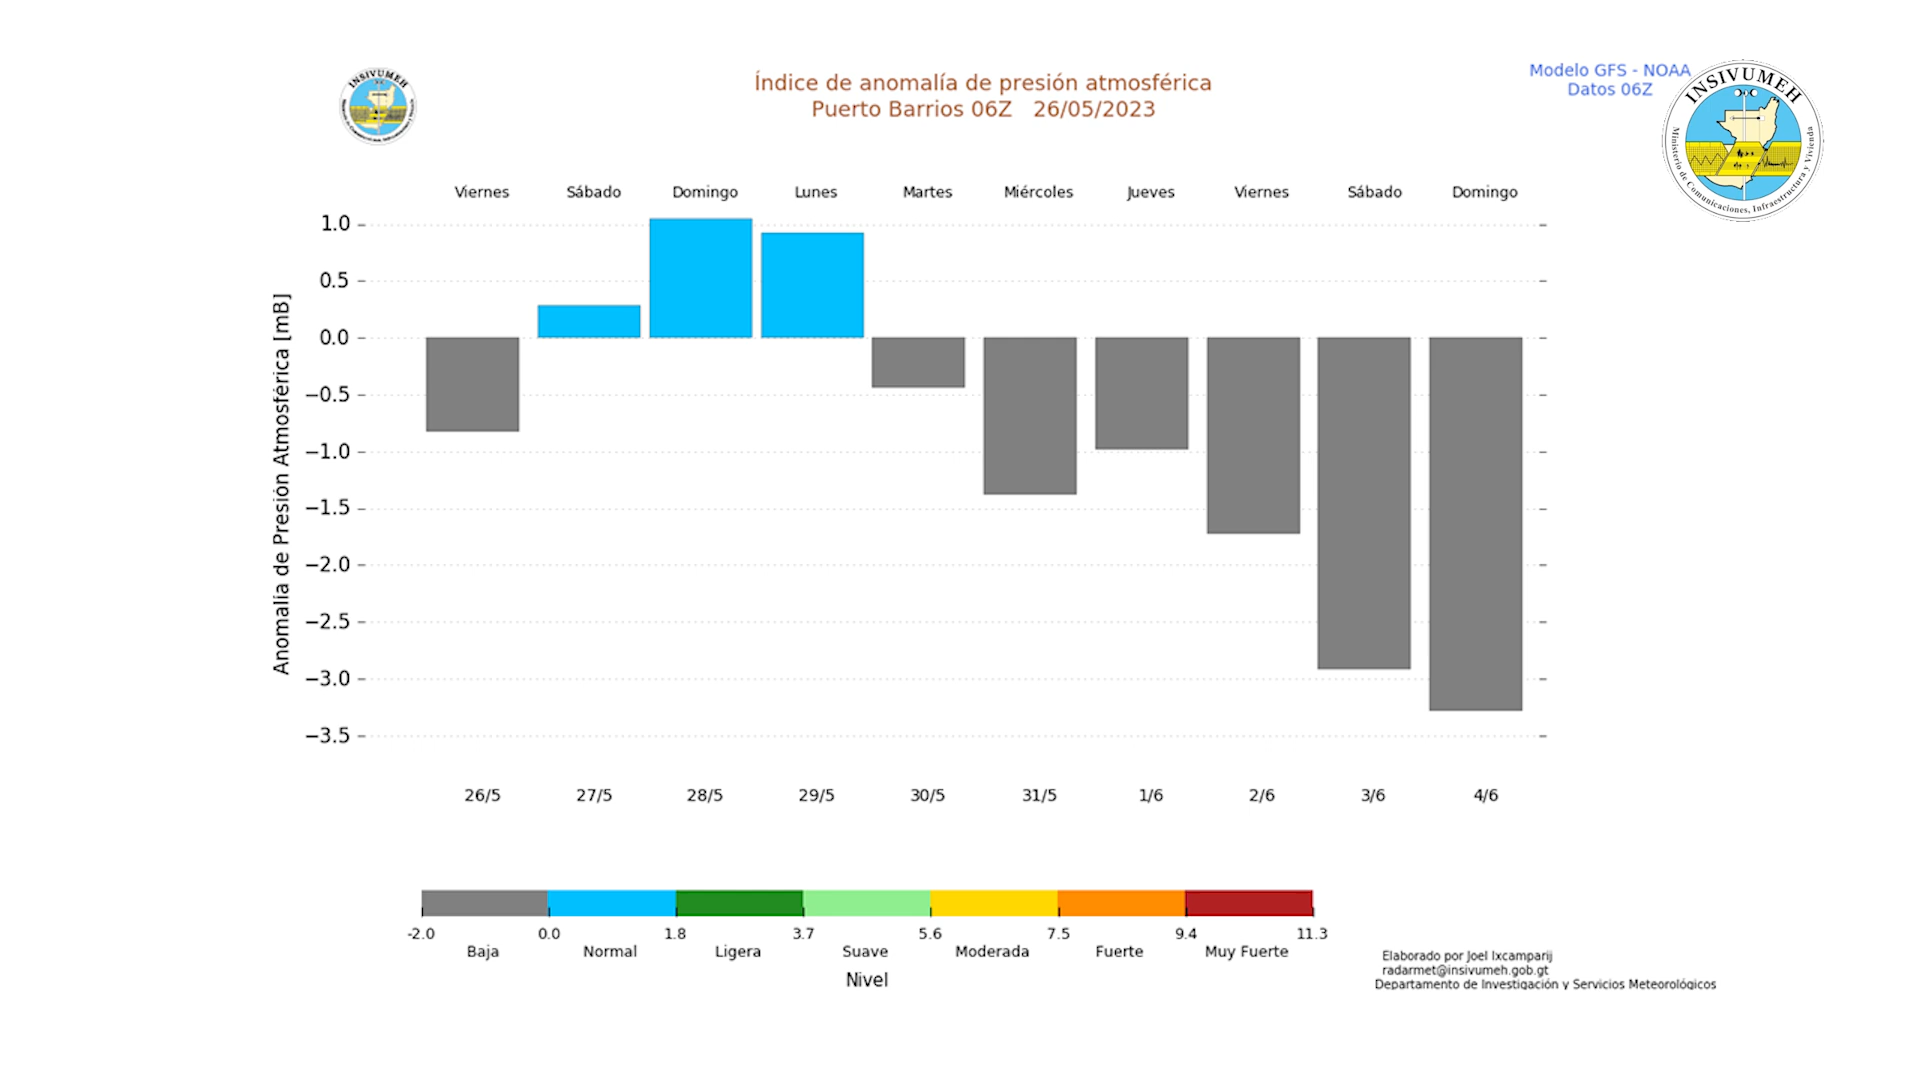 Índice de anomalía de presión atmosférica
Puerto Barrios 06Z 26/05/2023
Modelo GFS - NOAA
Datos 06Z
INSIVUMEH
INSIVUMEH
Ministerio de Comunicaciones, Infraestructura y Vivienda
Viernes Sábado Domingo Lunes Martes Miércoles Jueves Viernes Sábado Domingo
1.0
0.5
0.0
−0.5
−1.0
−1.5
−2.0
−2.5
−3.0
−3.5
Anomalía de Presión Atmosférica [mB]
26/5 27/5 28/5 29/5 30/5 31/5 1/6 2/6 3/6 4/6
-2.0 0.0 1.8 3.7 5.6 7.5 9.4 11.3
Baja Normal Ligera Suave Moderada Fuerte Muy Fuerte
Nivel
Elaborado por Joel Ixcamparij
radarmet@insivumeh.gob.gt
Departamento de Investigación y Servicios Meteorológicos